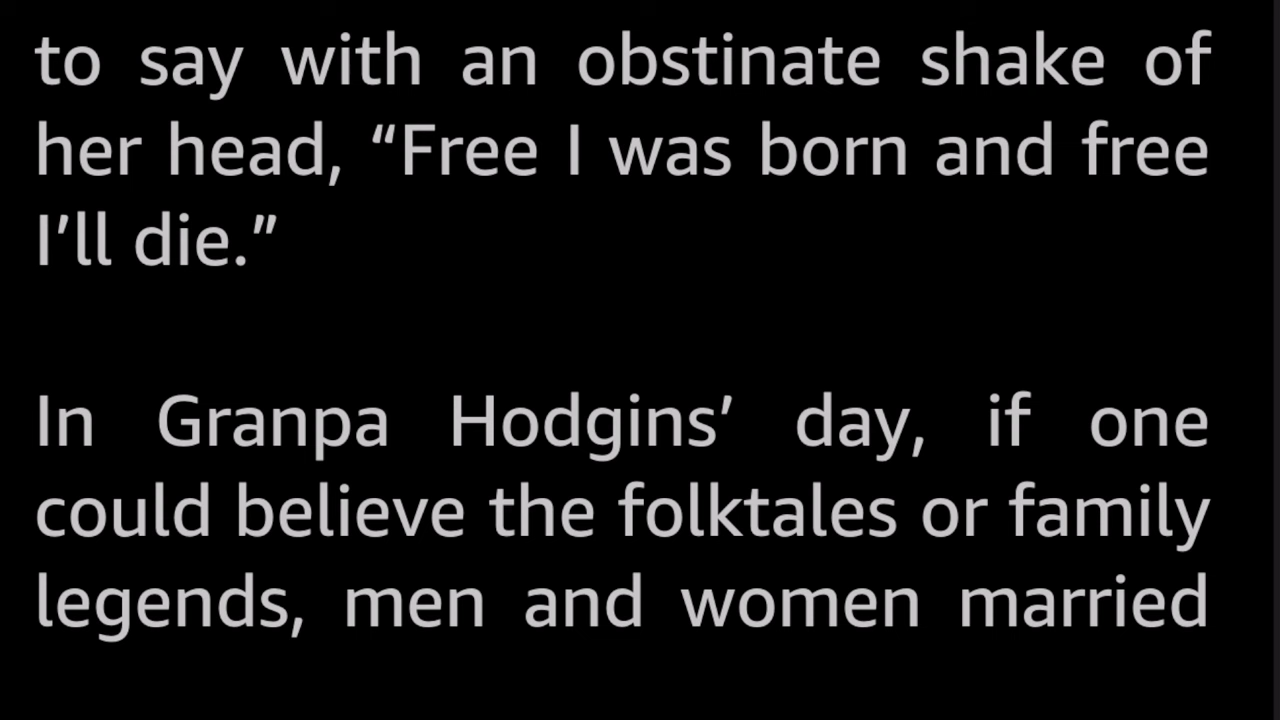 to say with an obstinate shake of
her head, “Free I was born and free
I’ll die.”
In Granpa Hodgins’ day, if one
could believe the folktales or family
legends, men and women married